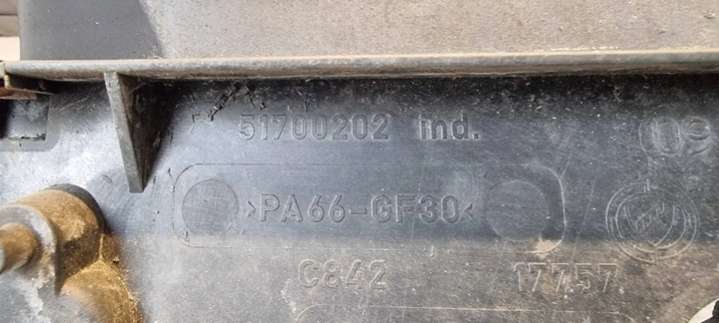 51700202 ind. 09
>PA66-GF30<
C842 17757